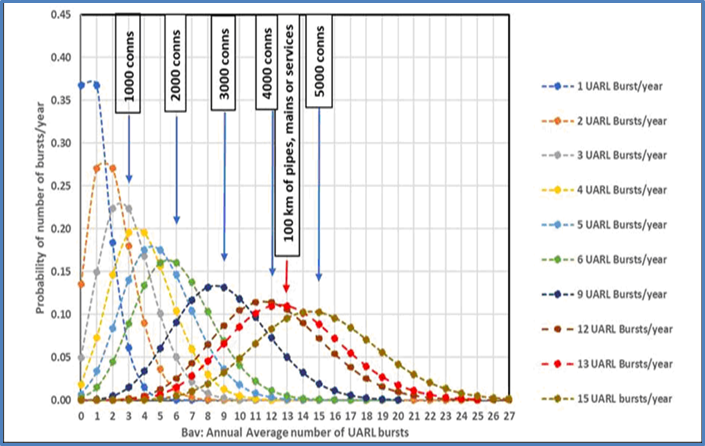 0.45
0.40
0.35
0.30
0.25
0.20
0.15
0.10
0.05
0.00
Probability of number of bursts/year
1000 conns
2000 conns
3000 conns
4000 conns
100 km of pipes, mains or services
5000 conns
0 1 2 3 4 5 6 7 8 9 10 11 12 13 14 15 16 17 18 19 20 21 22 23 24 25 26 27
Bav: Annual Average number of UARL bursts
1 UARL Burst/year
2 UARL Bursts/year
3 UARL Bursts/year
4 UARL Bursts/year
5 UARL Bursts/year
6 UARL Bursts/year
9 UARL Bursts/year
12 UARL Bursts/year
13 UARL Bursts/year
15 UARL Bursts/year